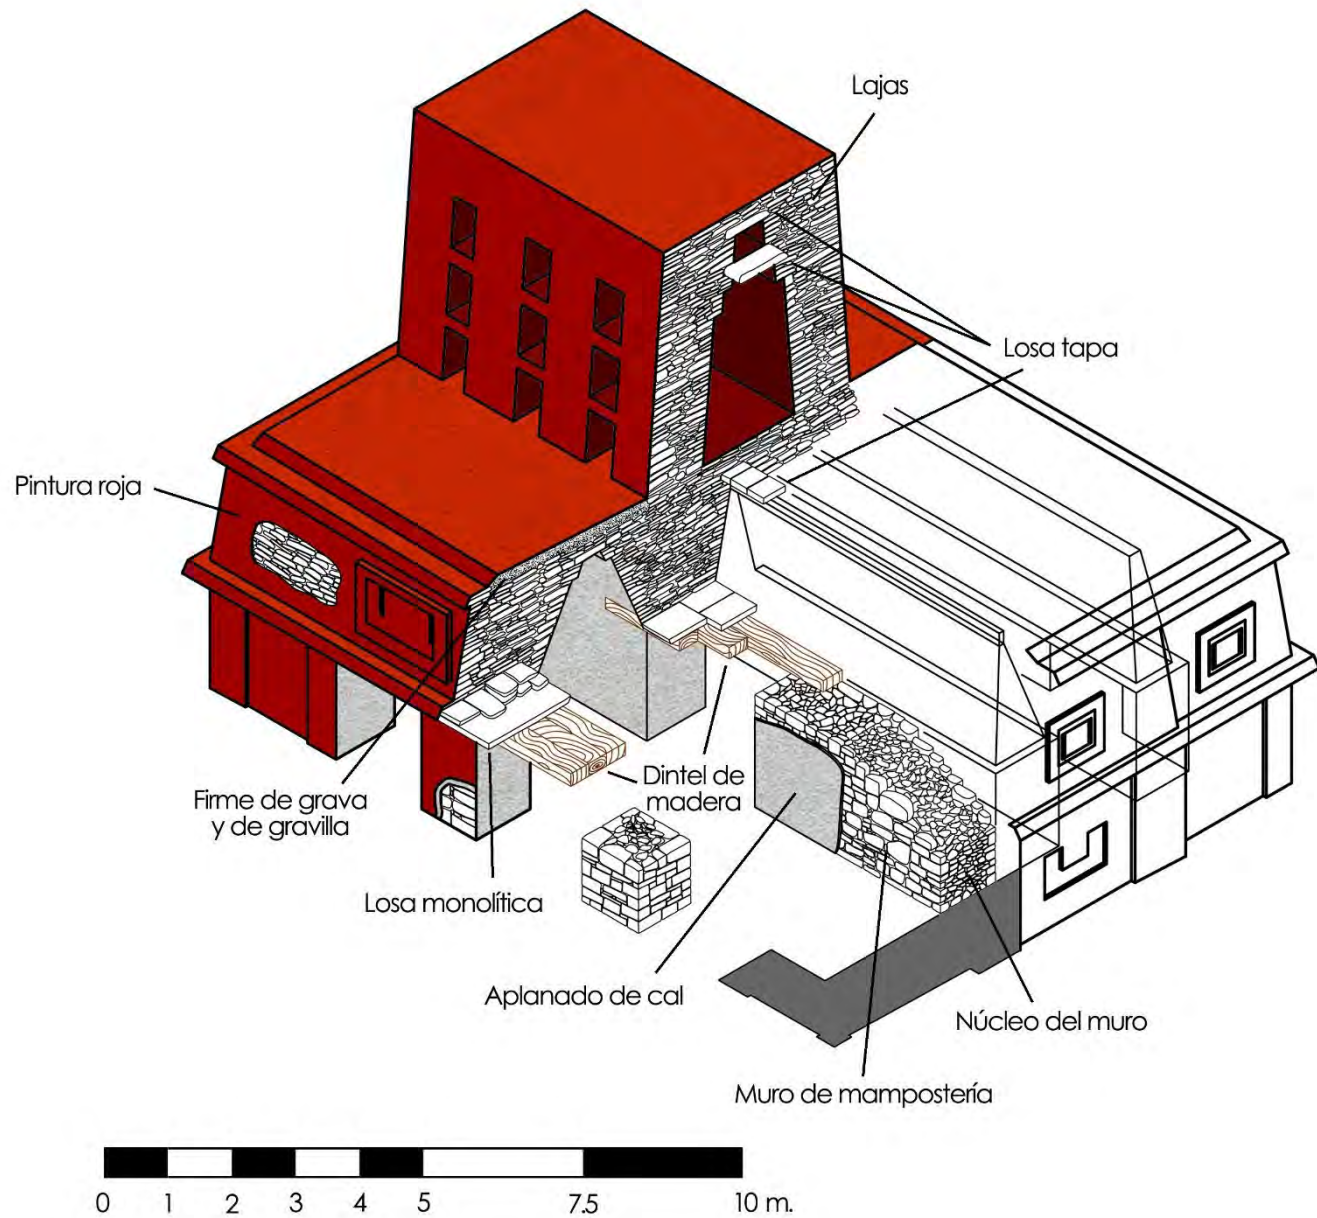 Lajas
Losa tapa
Pintura roja
Firme de grava
y de gravilla
Dintel de
madera
Losa monolítica
Aplanado de cal
Núcleo del muro
Muro de mampostería
0 1 2 3 4 5 7.5 10 m.